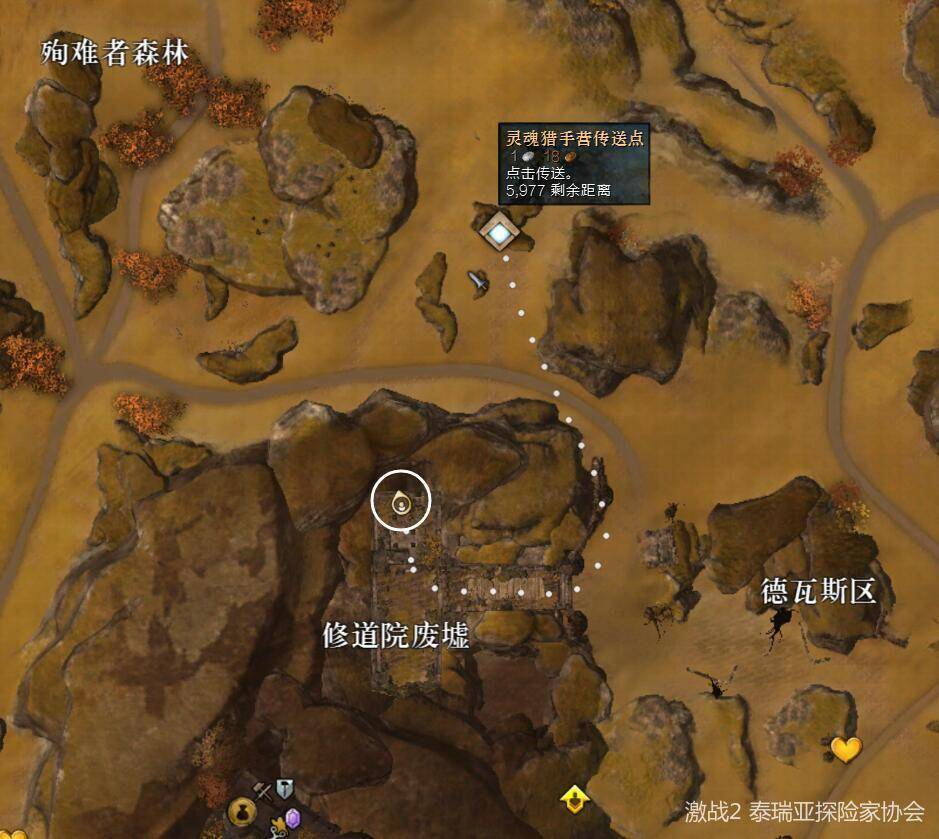 殉难者森林
灵魂猎手营传送点
1 18
点击传送。
5,977 剩余距离
德瓦斯区
修道院废墟
激战2 泰瑞亚探险家协会